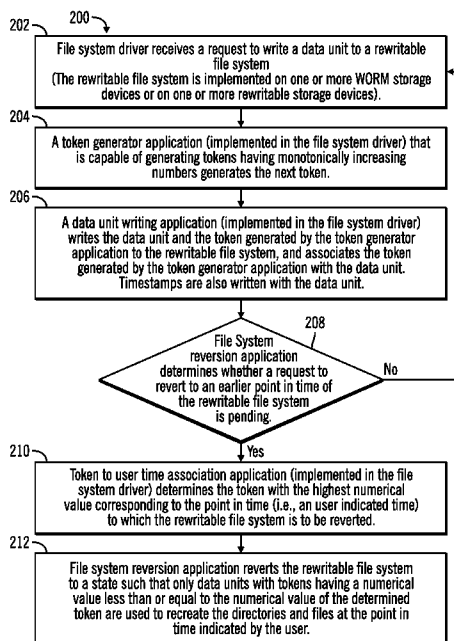 200
202
File system driver receives a request to write a data unit to a rewritable
file system
(The rewritable file system is implemented on one or more WORM storage
devices or on one or more rewritable storage devices).
204
A token generator application (implemented in the file system driver) that
is capable of generating tokens having monotonically increasing
numbers generates the next token.
206
A data unit writing application (implemented in the file system driver)
writes the data unit and the token generated by the token generator
application to the rewritable file system, and associates the token
generated by the token generator application with the data unit.
Timestamps are also written with the data unit.
208
File System
reversion application
determines whether a request to
revert to an earlier point in time of
the rewritable file system
is pending.
No
Yes
210
Token to user time association application (implemented in the file
system driver) determines the token with the highest numerical
value corresponding to the point in time (i.e., an user indicated time)
to which the rewritable file system is to be reverted.
212
File system reversion application reverts the rewritable file system
to a state such that only data units with tokens having a numerical
value less than or equal to the numerical value of the determined
token are used to recreate the directories and files at the point in
time indicated by the user.